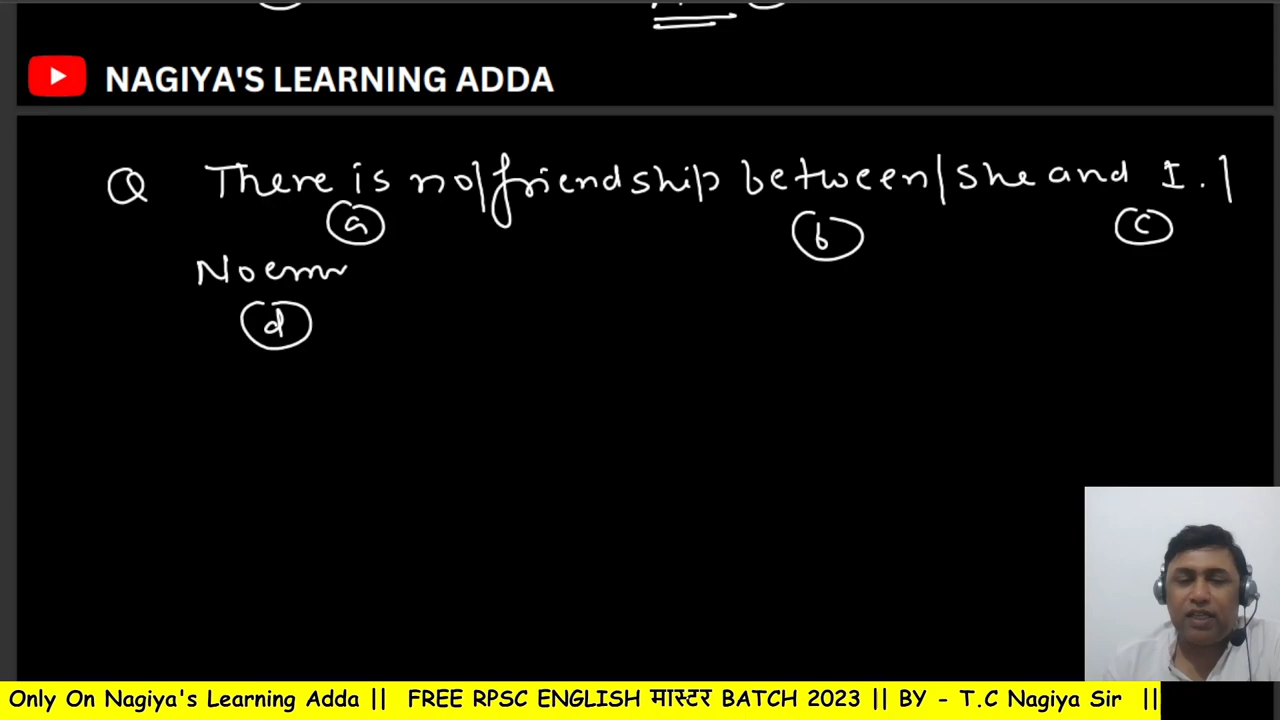 NAGIYA'S LEARNING ADDA
Q There is no/friendship between/she and I./
a b c
No
d
Only On Nagiya's Learning Adda || FREE RPSC ENGLISH मास्टर BATCH 2023 || BY - T.C Nagiya Sir ||